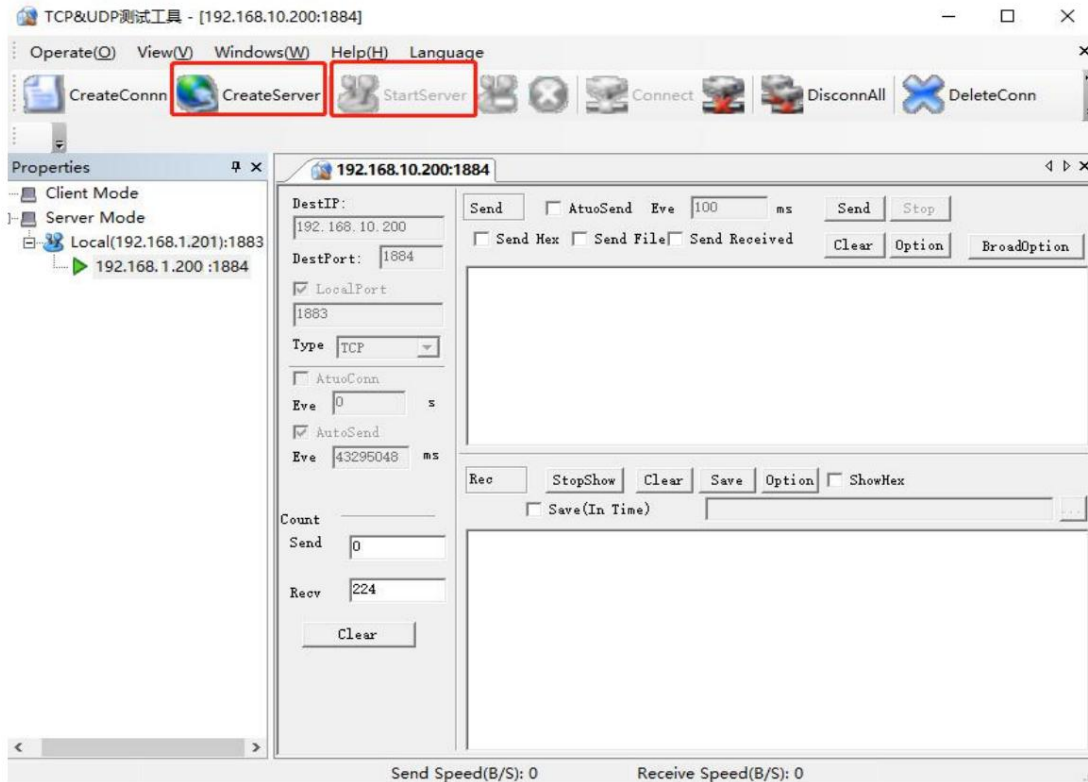 TCP&UDP测试工具 - [192.168.10.200:1884]
Operate(O) View(V) Windows(W) Help(H) Language
CreateConnn CreateServer StartServer Connect DisconnAll DeleteConn
Properties
Client Mode
Server Mode
Local(192.168.1.201):1883
192.168.1.200 :1884
192.168.10.200:1884
DestIP:
192.168.10.200
DestPort: 1884
LocalPort
1883
Type TCP
AtuoConn
Eve 0 s
AutoSend
Eve 43295048 ms
Count
Send 0
Recv 224
Clear
Send AtuoSend Eve 100 ms Send Stop
Send Hex Send File Send Received Clear Option BroadOption
Rec StopShow Clear Save Option ShowHex
Save(In Time) ...
Send Speed(B/S): 0 Receive Speed(B/S): 0